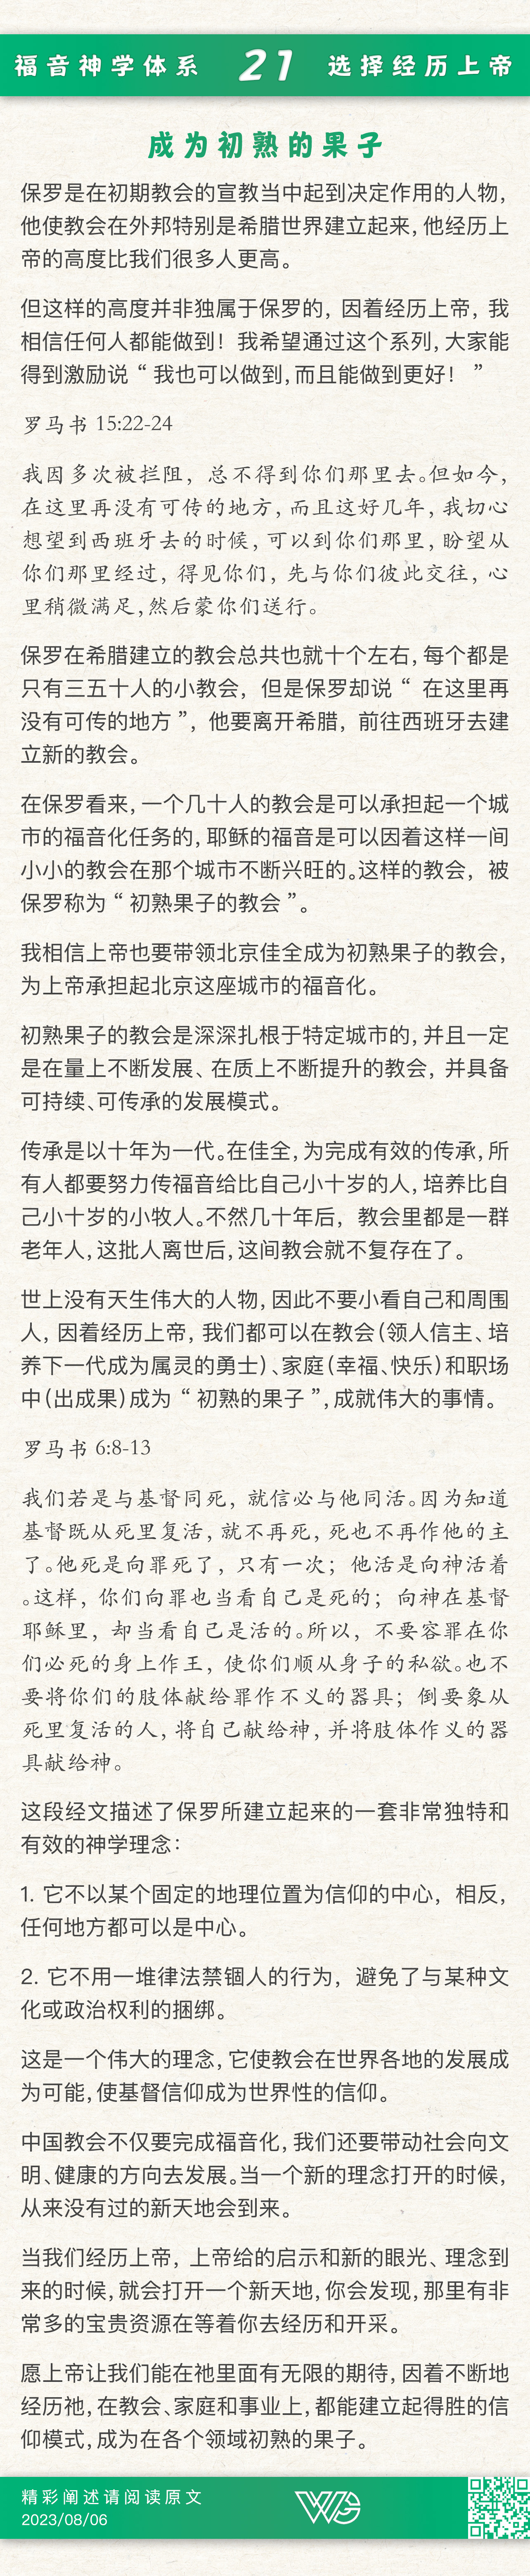 福音神学体系 21 选择经历上帝
成为初熟的果子
保罗是在初期教会的宣教当中起到决定作用的人物,
他使教会在外邦特别是希腊世界建立起来,他经历上
帝的高度比我们很多人更高。
但这样的高度并非独属于保罗的，因着经历上帝，我
相信任何人都能做到！我希望通过这个系列,大家能
得到激励说“我也可以做到,而且能做到更好！”
罗马书 15:22-24
我因多次被拦阻，总不得到你们那里去。但如今,
在这里再没有可传的地方,而且这好几年,我切心
想望到西班牙去的时候,可以到你们那里,盼望从
你们那里经过，得见你们，先与你们彼此交往，心
里稍微满足,然后蒙你们送行。
保罗在希腊建立的教会总共也就十个左右,每个都是
只有三五十人的小教会，但是保罗却说“在这里再
没有可传的地方”，他要离开希腊，前往西班牙去建
立新的教会。
在保罗看来,一个几十人的教会是可以承担起一个城
市的福音化任务的,耶稣的福音是可以因着这样一间
小小的教会在那个城市不断兴旺的。这样的教会，被
保罗称为“初熟果子的教会”。
我相信上帝也要带领北京佳全成为初熟果子的教会,
为上帝承担起北京这座城市的福音化。
初熟果子的教会是深深扎根于特定城市的,并且一定
是在量上不断发展、在质上不断提升的教会，并具备
可持续、可传承的发展模式。
传承是以十年为一代。在佳全,为完成有效的传承,所
有人都要努力传福音给比自己小十岁的人,培养比自
己小十岁的小牧人。不然几十年后，教会里都是一群
老年人,这批人离世后,这间教会就不复存在了。
世上没有天生伟大的人物,因此不要小看自己和周围
人，因着经历上帝，我们都可以在教会(领人信主、培
养下一代成为属灵的勇士)、家庭(幸福、快乐)和职场
中(出成果)成为“初熟的果子”,成就伟大的事情。
罗马书 6:8-13
我们若是与基督同死，就信必与他同活。因为知道
基督既从死里复活,就不再死,死也不再作他的主
了。他死是向罪死了，只有一次；他活是向神活着
。这样，你们向罪也当看自己是死的；向神在基督
耶稣里，却当看自己是活的。所以，不要容罪在你
们必死的身上作王，使你们顺从身子的私欲。也不
要将你们的肢体献给罪作不义的器具；倒要象从
死里复活的人,将自己献给神,并将肢体作义的器
具献给神。
这段经文描述了保罗所建立起来的一套非常独特和
有效的神学理念：
1. 它不以某个固定的地理位置为信仰的中心，相反,
任何地方都可以是中心。
2. 它不用一堆律法禁锢人的行为，避免了与某种文
化或政治权利的捆绑。
这是一个伟大的理念,它使教会在世界各地的发展成
为可能,使基督信仰成为世界性的信仰。
中国教会不仅要完成福音化,我们还要带动社会向文
明、健康的方向去发展。当一个新的理念打开的时候,
从来没有过的新天地会到来。
当我们经历上帝，上帝给的启示和新的眼光、理念到
来的时候,就会打开一个新天地,你会发现,那里有非
常多的宝贵资源在等着你去经历和开采。
愿上帝让我们能在祂里面有无限的期待,因着不断地
经历祂,在教会、家庭和事业上,都能建立起得胜的信
仰模式,成为在各个领域初熟的果子。
精彩阐述请阅读原文
2023/08/06